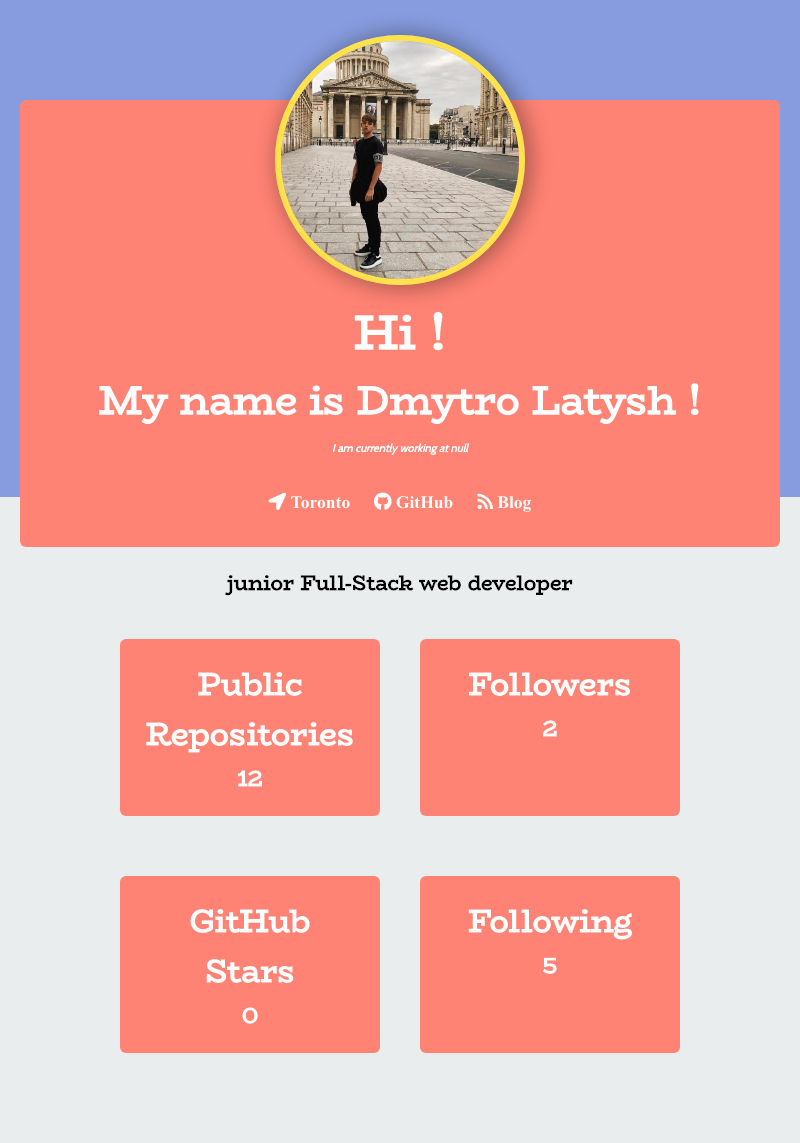 Hi !
My name is Dmytro Latysh !
I am currently working at null
Toronto GitHub Blog
junior Full-Stack web developer
Public
Repositories
12
Followers
2
GitHub
Stars
0
Following
5